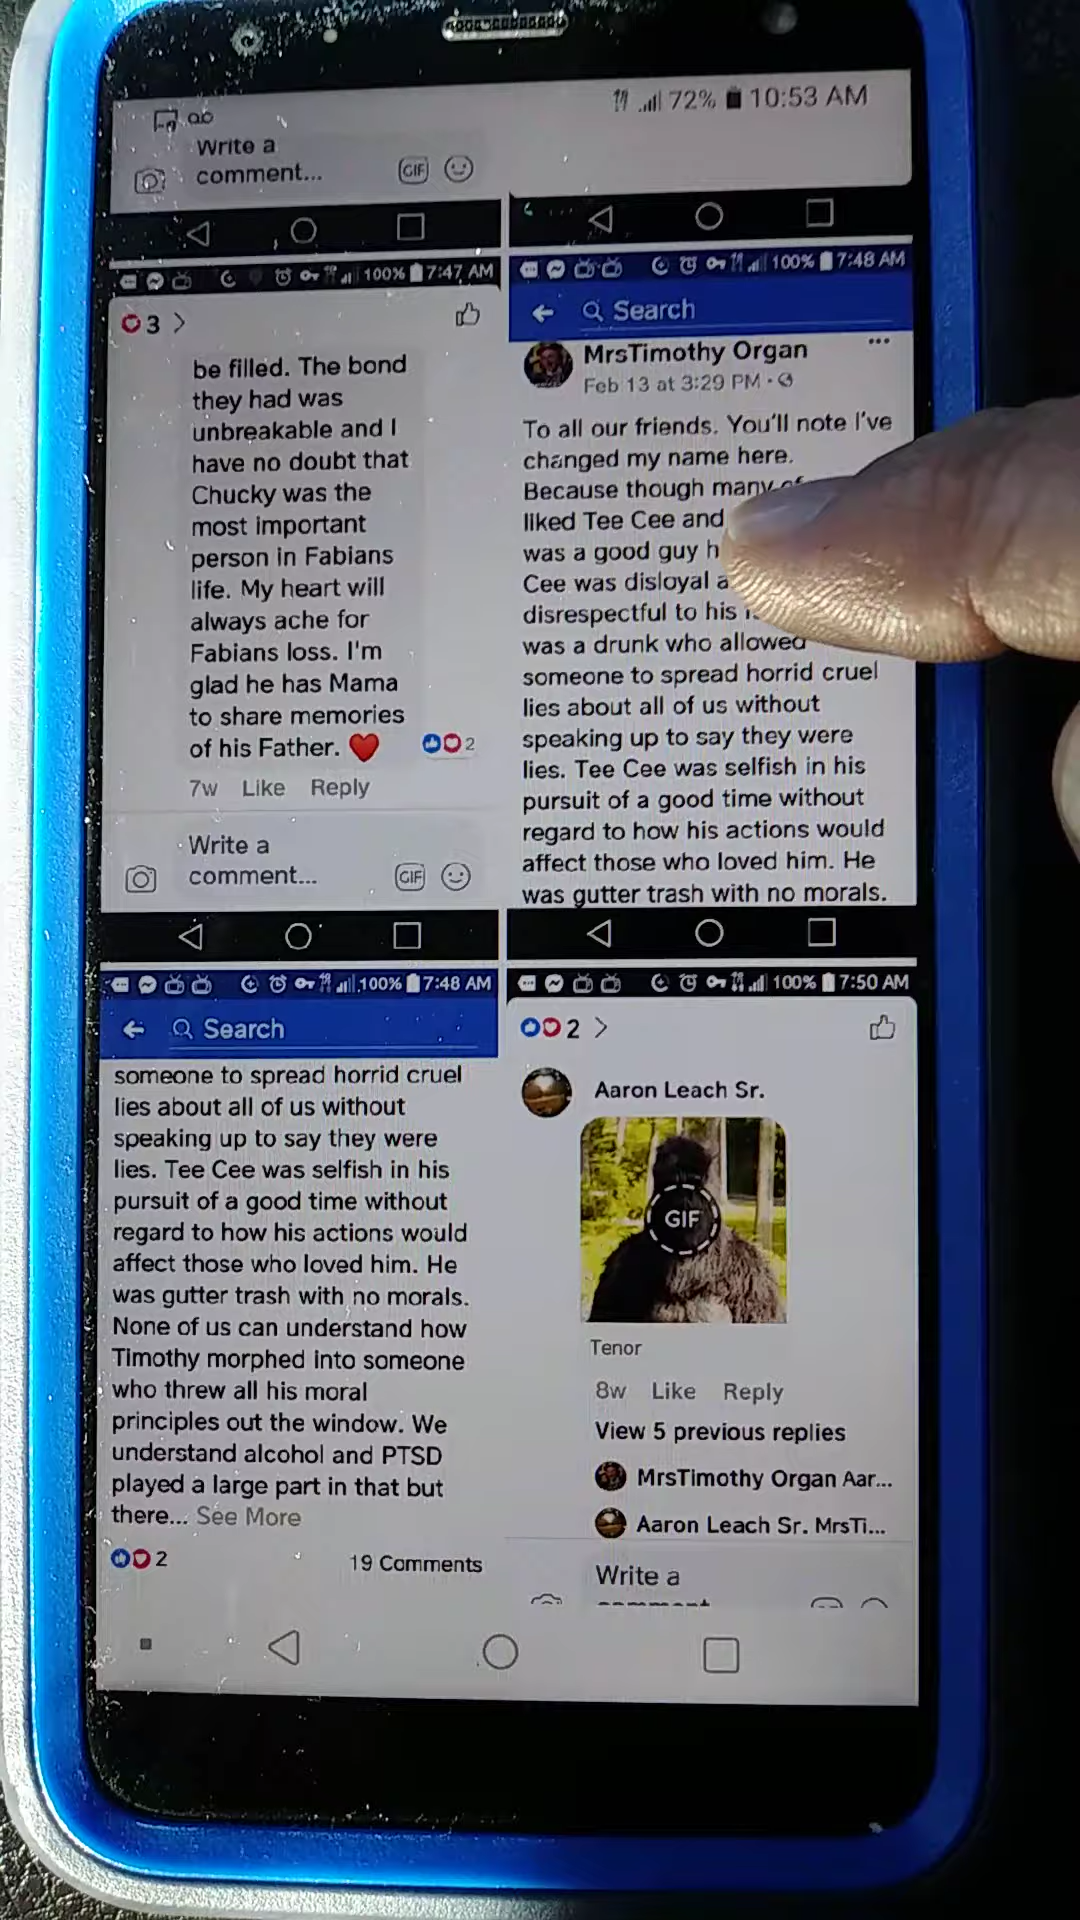 72% 10:53 AM
Write a
comment...
GIF
100% 7:47 AM
3 >
be filled. The bond
they had was
unbreakable and I
have no doubt that
Chucky was the
most important
person in Fabians
life. My heart will
always ache for
Fabians loss. I'm
glad he has Mama
to share memories
of his Father.
2
7w Like Reply
Write a
comment...
GIF
100% 7:48 AM
Search
MrsTimothy Organ
Feb 13 at 3:29 PM
To all our friends. You'll note I've
changed my name here.
Because though many of
liked Tee Cee and
was a good guy
Cee was disloyal
disrespectful to his
was a drunk who allowed
someone to spread horrid cruel
lies about all of us without
speaking up to say they were
lies. Tee Cee was selfish in his
pursuit of a good time without
regard to how his actions would
affect those who loved him. He
was gutter trash with no morals.
100% 7:48 AM
Search
someone to spread horrid cruel
lies about all of us without
speaking up to say they were
lies. Tee Cee was selfish in his
pursuit of a good time without
regard to how his actions would
affect those who loved him. He
was gutter trash with no morals.
None of us can understand how
Timothy morphed into someone
who threw all his moral
principles out the window. We
understand alcohol and PTSD
played a large part in that but
there... See More
2
19 Comments
100% 7:50 AM
2 >
Aaron Leach Sr.
GIF
Tenor
8w Like Reply
View 5 previous replies
MrsTimothy Organ Aar...
Aaron Leach Sr. MrsTi...
Write a